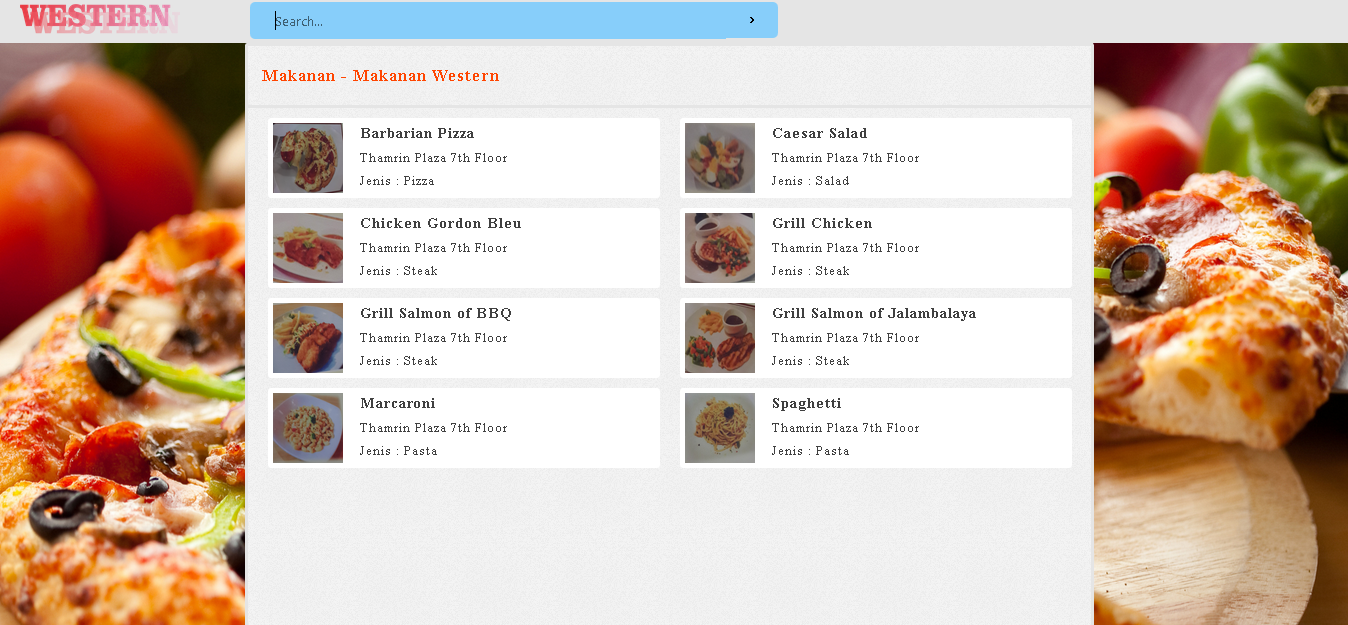 WESTERN
Search...
Makanan - Makanan Western
Barbarian Pizza
Thamrin Plaza 7th Floor
Jenis : Pizza
Caesar Salad
Thamrin Plaza 7th Floor
Jenis : Salad
Chicken Gordon Bleu
Thamrin Plaza 7th Floor
Jenis : Steak
Grill Chicken
Thamrin Plaza 7th Floor
Jenis : Steak
Grill Salmon of BBQ
Thamrin Plaza 7th Floor
Jenis : Steak
Grill Salmon of Jalambalaya
Thamrin Plaza 7th Floor
Jenis : Steak
Marcaroni
Thamrin Plaza 7th Floor
Jenis : Pasta
Spaghetti
Thamrin Plaza 7th Floor
Jenis : Pasta